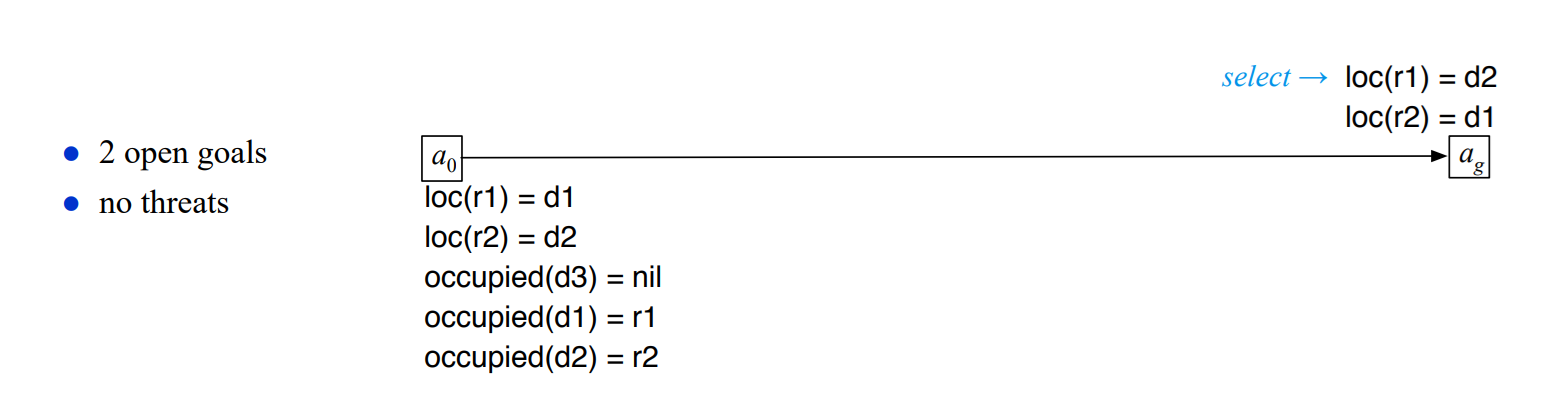 select → loc(r1) = d2
loc(r2) = d1
• 2 open goals
• no threats
a0
ag
loc(r1) = d1
loc(r2) = d2
occupied(d3) = nil
occupied(d1) = r1
occupied(d2) = r2